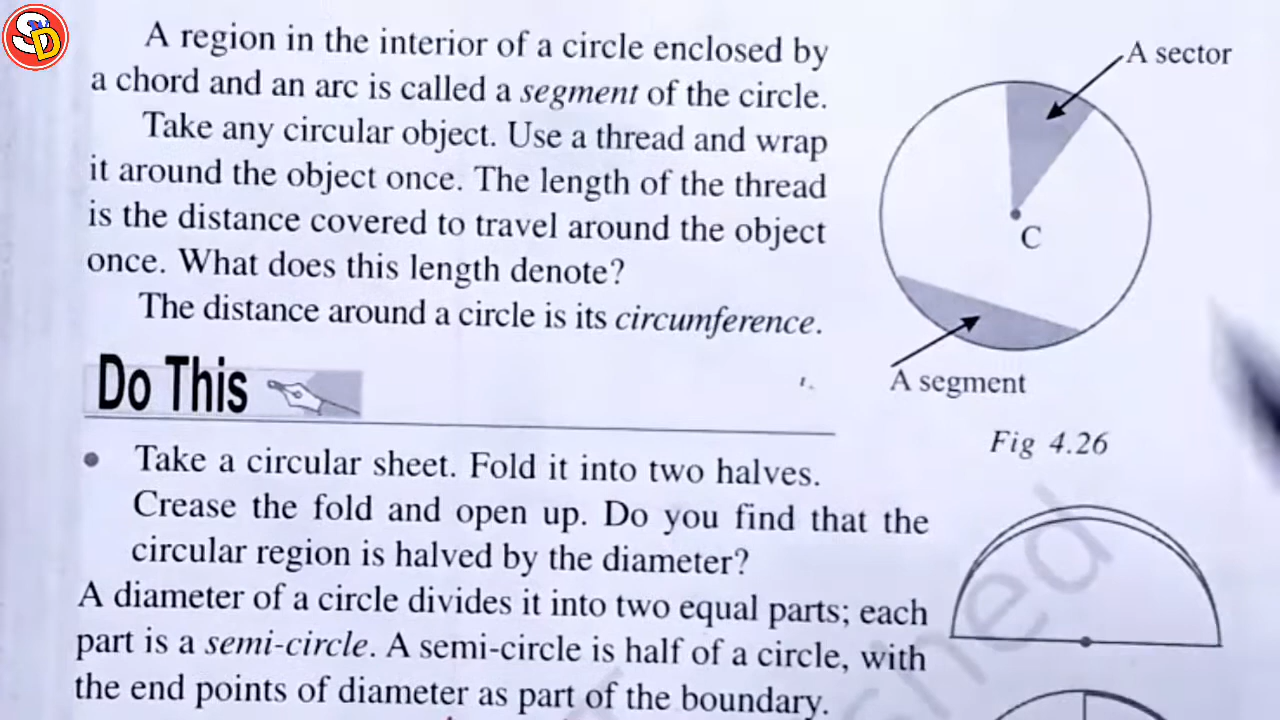 SD
A region in the interior of a circle enclosed by
a chord and an arc is called a segment of the circle.
Take any circular object. Use a thread and wrap
it around the object once. The length of the thread
is the distance covered to travel around the object
once. What does this length denote?
The distance around a circle is its circumference.
A sector
C
A segment
Fig 4.26
Do This
• Take a circular sheet. Fold it into two halves.
Crease the fold and open up. Do you find that the
circular region is halved by the diameter?
A diameter of a circle divides it into two equal parts; each
part is a semi-circle. A semi-circle is half of a circle, with
the end points of diameter as part of the boundary.